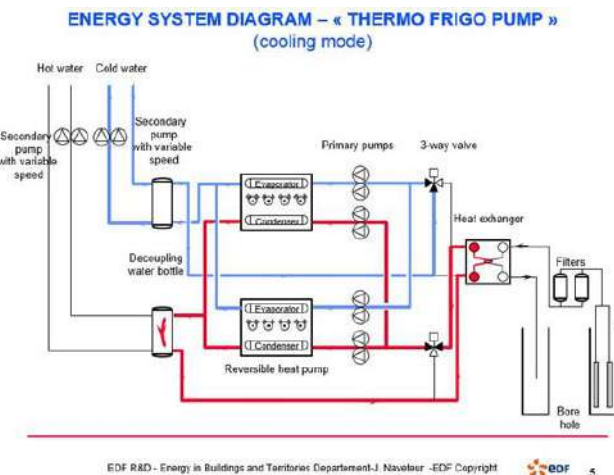 ENERGY SYSTEM DIAGRAM – « THERMO FRIGO PUMP »
(cooling mode)
Hot water
Cold water
Secondary
pump
with variable
speed
Secondary
pump
with variable
speed
Primary pumps
3-way valve
Evaporator
Condenser
Heat exhanger
Decoupling
water bottle
Filters
Evaporator
Condenser
Reversible heat pump
Bore
hole
EDF R&D - Energy in Buildings and Territories Departement-J. Naveteur -EDF Copyright
eDF
5